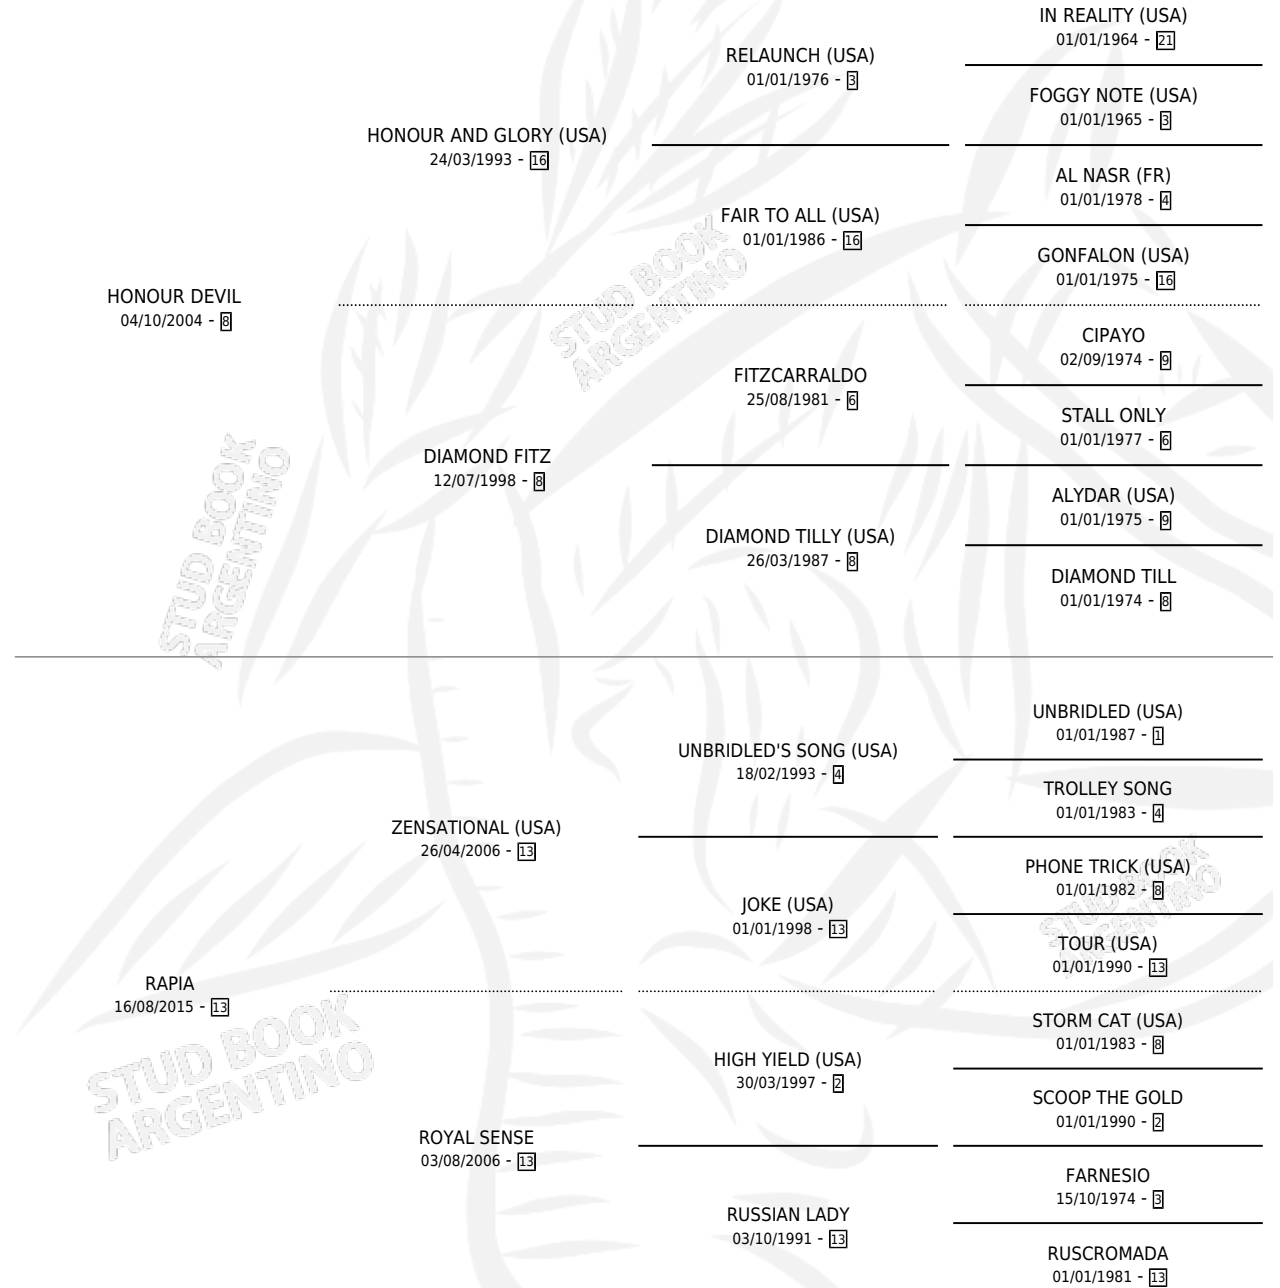 IN REALITY (USA)
01/01/1964 - 21
RELAUNCH (USA)
01/01/1976 - 3
FOGGY NOTE (USA)
01/01/1965 - 3
HONOUR AND GLORY (USA)
24/03/1993 - 16
AL NASR (FR)
01/01/1978 - 4
FAIR TO ALL (USA)
01/01/1986 - 16
GONFALON (USA)
01/01/1975 - 16
HONOUR DEVIL
04/10/2004 - 8
STUD BOOK
ARGENTINO
CIPAYO
02/09/1974 - 9
FITZCARRALDO
25/08/1981 - 6
STALL ONLY
01/01/1977 - 6
DIAMOND FITZ
12/07/1998 - 8
ALYDAR (USA)
01/01/1975 - 9
DIAMOND TILLY (USA)
26/03/1987 - 8
DIAMOND TILL
01/01/1974 - 8
STUD BOOK
ARGENTINO
UNBRIDLED (USA)
01/01/1987 - 1
UNBRIDLED'S SONG (USA)
18/02/1993 - 4
TROLLEY SONG
01/01/1983 - 4
ZENSATIONAL (USA)
26/04/2006 - 13
PHONE TRICK (USA)
01/01/1982 - 8
JOKE (USA)
01/01/1998 - 13
STUD BOOK
ARGENTINO
TOUR (USA)
01/01/1990 - 13
RAPIA
16/08/2015 - 13
STORM CAT (USA)
01/01/1983 - 8
HIGH YIELD (USA)
30/03/1997 - 2
SCOOP THE GOLD
01/01/1990 - 2
STUD BOOK
ARGENTINO
ROYAL SENSE
03/08/2006 - 13
FARNESIO
15/10/1974 - 3
RUSSIAN LADY
03/10/1991 - 13
RUSCROMADA
01/01/1981 - 13